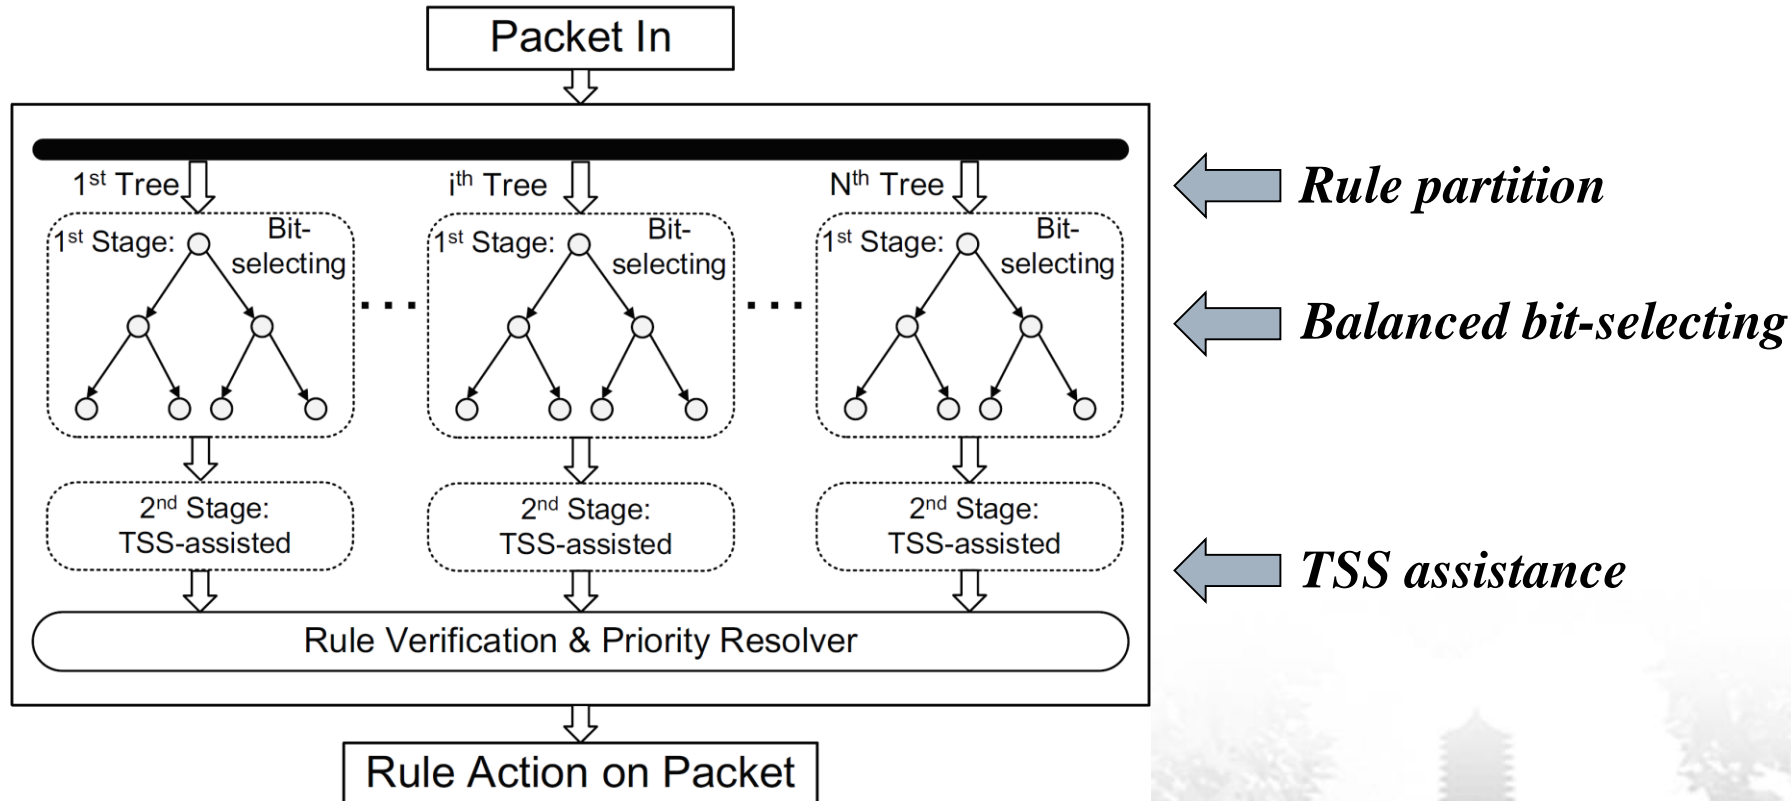 Packet In
1st Tree
ith Tree
Nth Tree
Rule partition
1st Stage:
Bit-
selecting
1st Stage:
Bit-
selecting
1st Stage:
Bit-
selecting
...
...
Balanced bit-selecting
2nd Stage:
TSS-assisted
2nd Stage:
TSS-assisted
2nd Stage:
TSS-assisted
TSS assistance
Rule Verification & Priority Resolver
Rule Action on Packet